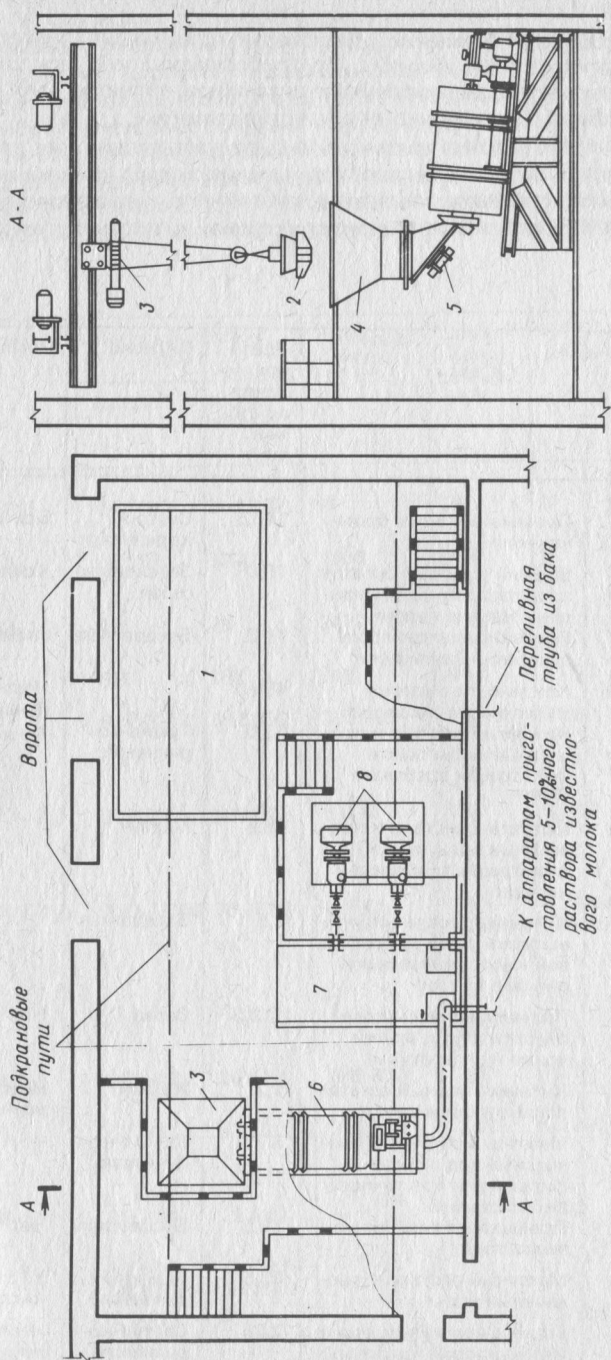 А - А
3
2
4
5
Ворота
1
Подкрановые
пути
8
7
3
6
А
А
Переливная
труба из бака
К аппаратам приго-
товления 5-10%ного
раствора известко
вого молока